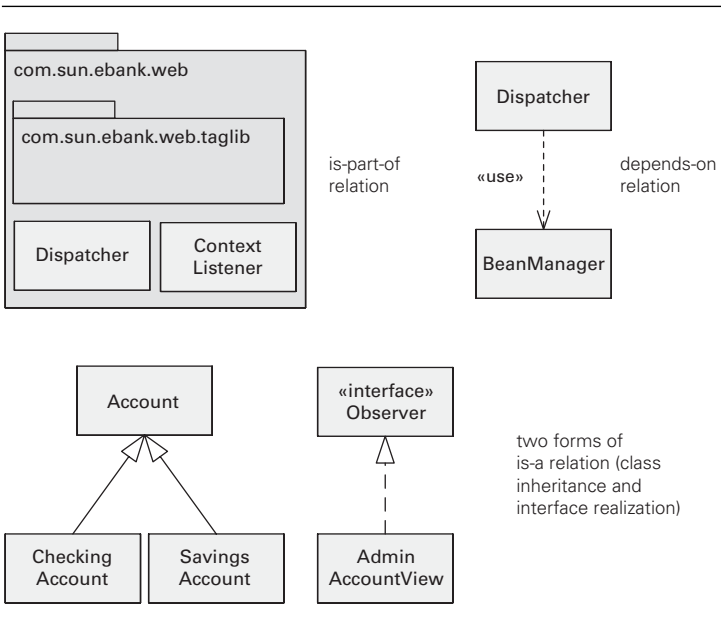 com.sun.ebank.web
com.sun.ebank.web.taglib
Dispatcher
Context
Listener
is-part-of
relation
Dispatcher
«use»
BeanManager
depends-on
relation
Account
Checking
Account
Savings
Account
«interface»
Observer
Admin
AccountView
two forms of
is-a relation (class
inheritance and
interface realization)